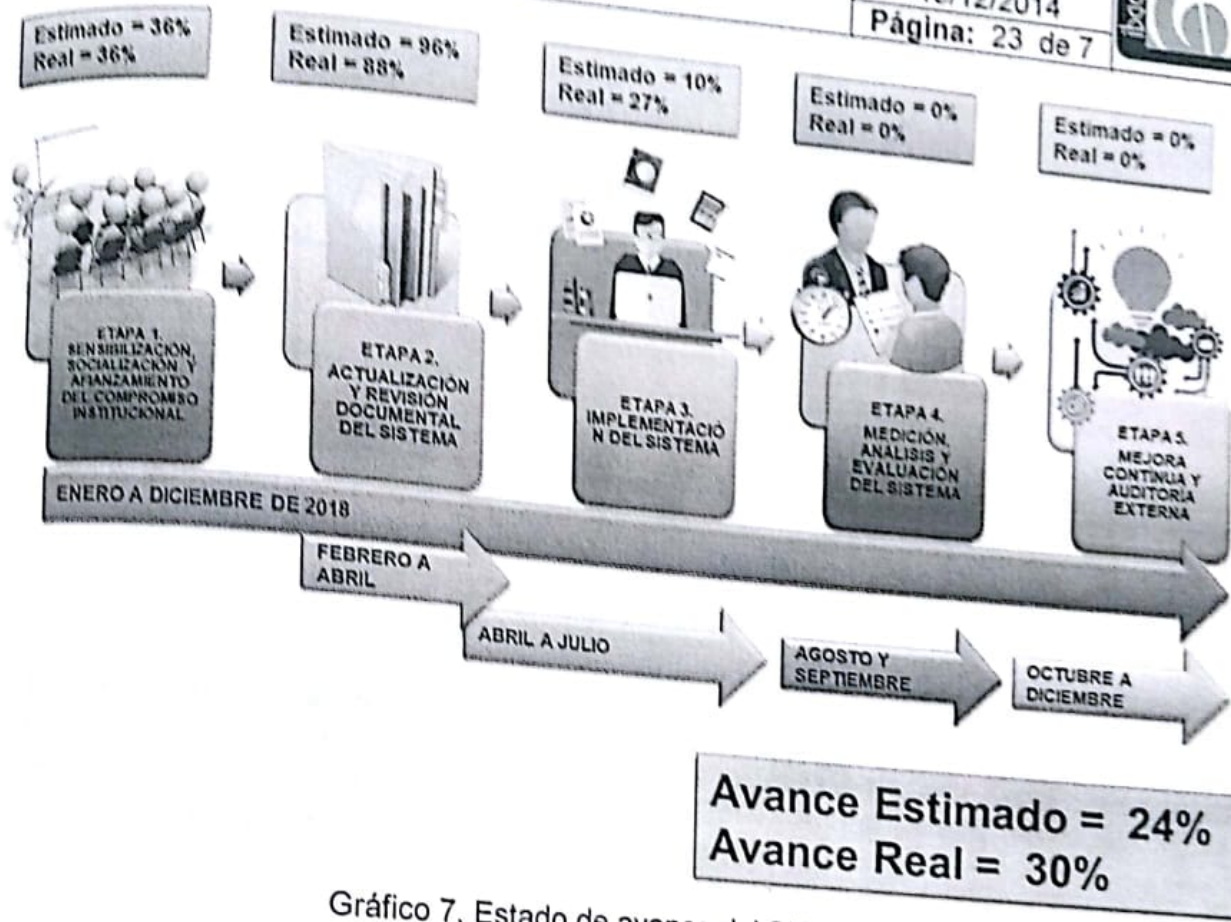 /12/2014
Página: 23 de 7
Estimado = 36%
Real = 36%
Estimado = 96%
Real = 88%
Estimado = 10%
Real = 27%
Estimado = 0%
Real = 0%
Estimado = 0%
Real = 0%
ETAPA 1.
SENSIBILIZACIÓN,
SOCIALIZACIÓN Y
AFIANZAMIENTO
DEL COMPROMISO
INSTITUCIONAL
ETAPA 2.
ACTUALIZACIÓN
Y REVISIÓN
DOCUMENTAL
DEL SISTEMA
ETAPA 3.
IMPLEMENTACIÓ
N DEL SISTEMA
ETAPA 4.
MEDICIÓN,
ANÁLISIS Y
EVALUACIÓN
DEL SISTEMA
ETAPA 5.
MEJORA
CONTINUA Y
AUDITORÍA
EXTERNA
ENERO A DICIEMBRE DE 2018
FEBRERO A
ABRIL
ABRIL A JULIO
AGOSTO Y
SEPTIEMBRE
OCTUBRE A
DICIEMBRE
Avance Estimado = 24%
Avance Real = 30%
Gráfico 7. Estado de avance del